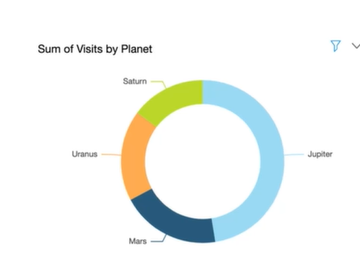 Sum of Visits by Planet
Saturn
Uranus
Jupiter
Mars